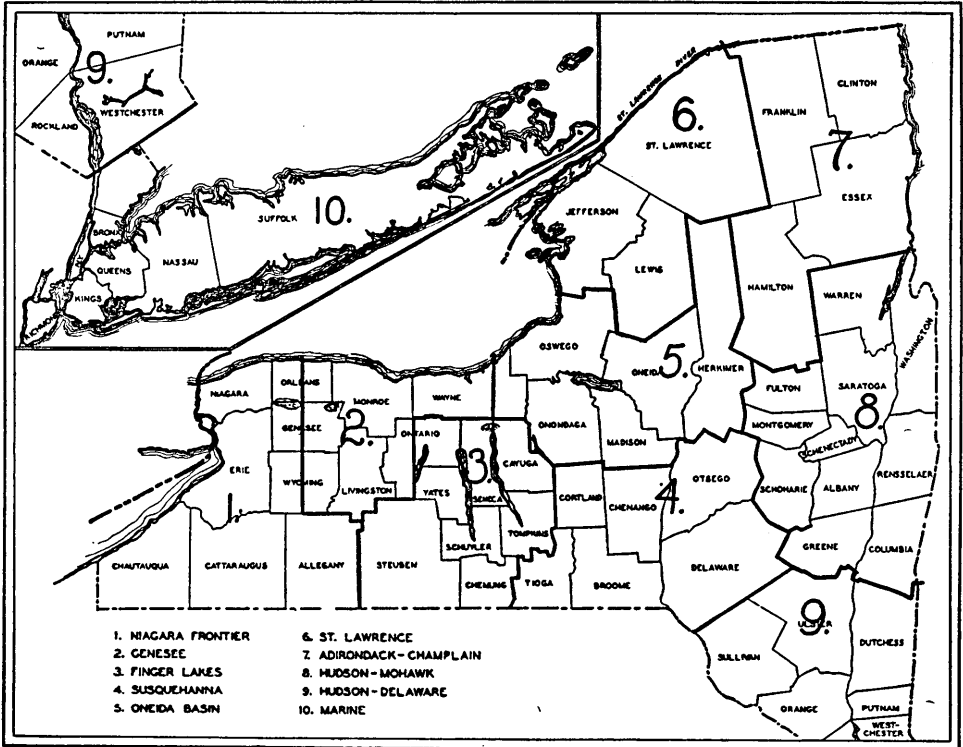 PUTNAM
ORANGE
9.
WESTCHESTER
ROCKLAND
SUFFOLK
10.
BRONX
NASSAU
QUEENS
KINGS
RICHMOND
ST. LAWRENCE RIVER
6.
ST. LAWRENCE
FRANKLIN
CLINTON
7.
ESSEX
JEFFERSON
LEWIS
HAMILTON
WARREN
WASHINGTON
OSWEGO
ONEIDA
5.
HERKIMER
FULTON
SARATOGA
8.
MONTGOMERY
SCHENECTADY
NIAGARA
ORLEANS
MONROE
WAYNE
GENESEE
2.
ONTARIO
ONONDAGA
MADISON
CAYUGA
3.
ERIE
WYOMING
LIVINGSTON
YATES
SENECA
CORTLAND
CHENANGO
4.
OTSEGO
SCHOHARIE
ALBANY
RENSSELAER
TOMPKINS
SCHUYLER
GREENE
COLUMBIA
CHAUTAUQUA
CATTARAUGUS
ALLEGANY
STEUBEN
CHEMUNG
TIOGA
BROOME
DELAWARE
9.
ULSTER
SULLIVAN
DUTCHESS
ORANGE
PUTNAM
WEST-
CHESTER
1. NIAGARA FRONTIER
2. GENESEE
3. FINGER LAKES
4. SUSQUEHANNA
5. ONEIDA BASIN
6. ST. LAWRENCE
7. ADIRONDACK-CHAMPLAIN
8. HUDSON-MOHAWK
9. HUDSON-DELAWARE
10. MARINE